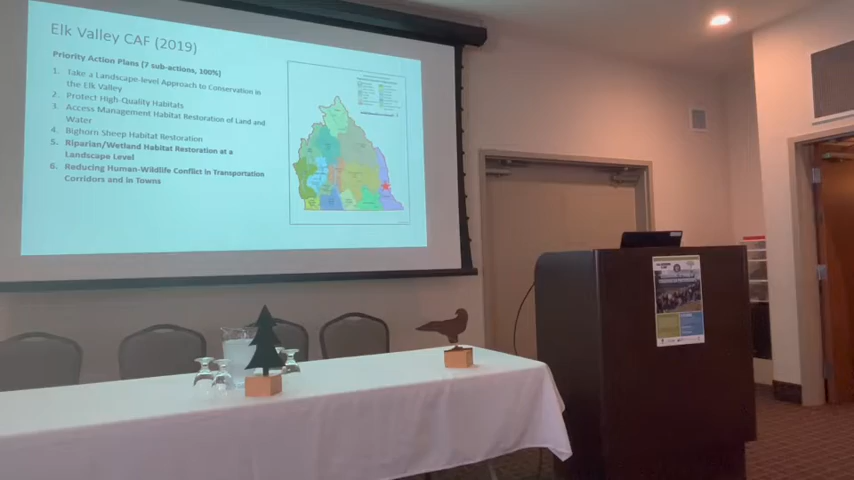 Elk Valley CAF (2019)
Priority Action Plans [7 sub-actions, 100%]
1. Take a Landscape-level Approach to Conservation in
the Elk Valley
2. Protect High-Quality Habitats
3. Access Management Habitat Restoration of Land and
Water
4. Bighorn Sheep Habitat Restoration
5. Riparian/Wetland Habitat Restoration at a
Landscape Level
6. Reducing Human-Wildlife Conflict in Transportation
Corridors and in Towns